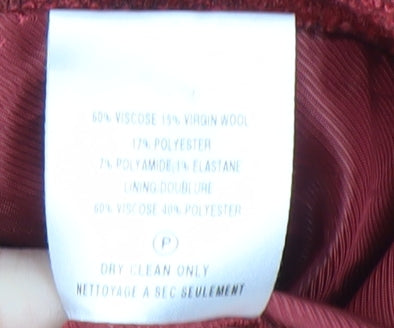 60% VISCOSE 15% VIRGIN WOOL
17% POLYESTER
7% POLYAMIDE 1% ELASTANE
LINING/DOUBLURE
60% VISCOSE 40% POLYESTER
P
DRY CLEAN ONLY
NETTOYAGE A SEC SEULEMENT